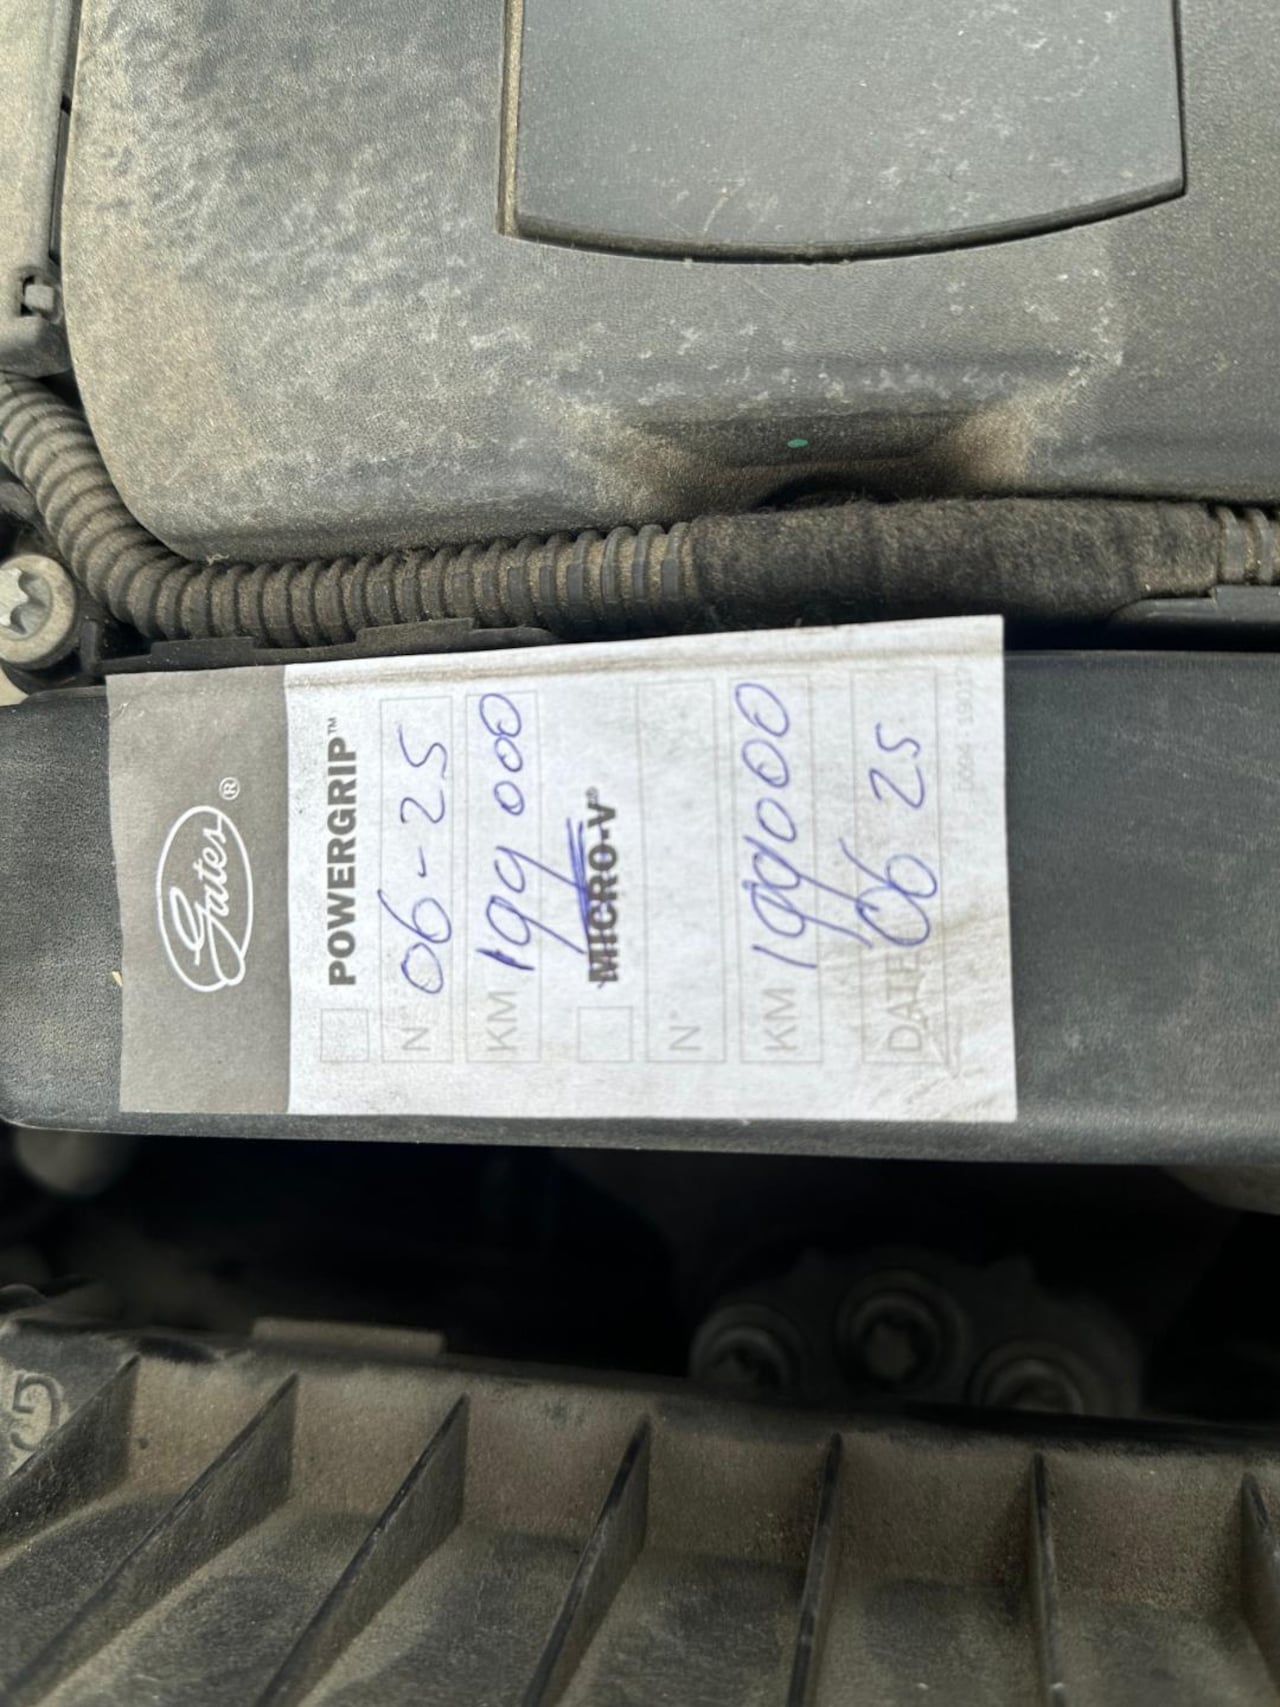 Gates®
POWERGRIP™
N° 06-25
KM 199 000
MICRO-V®
N°
KM 199000
DATE 06 25